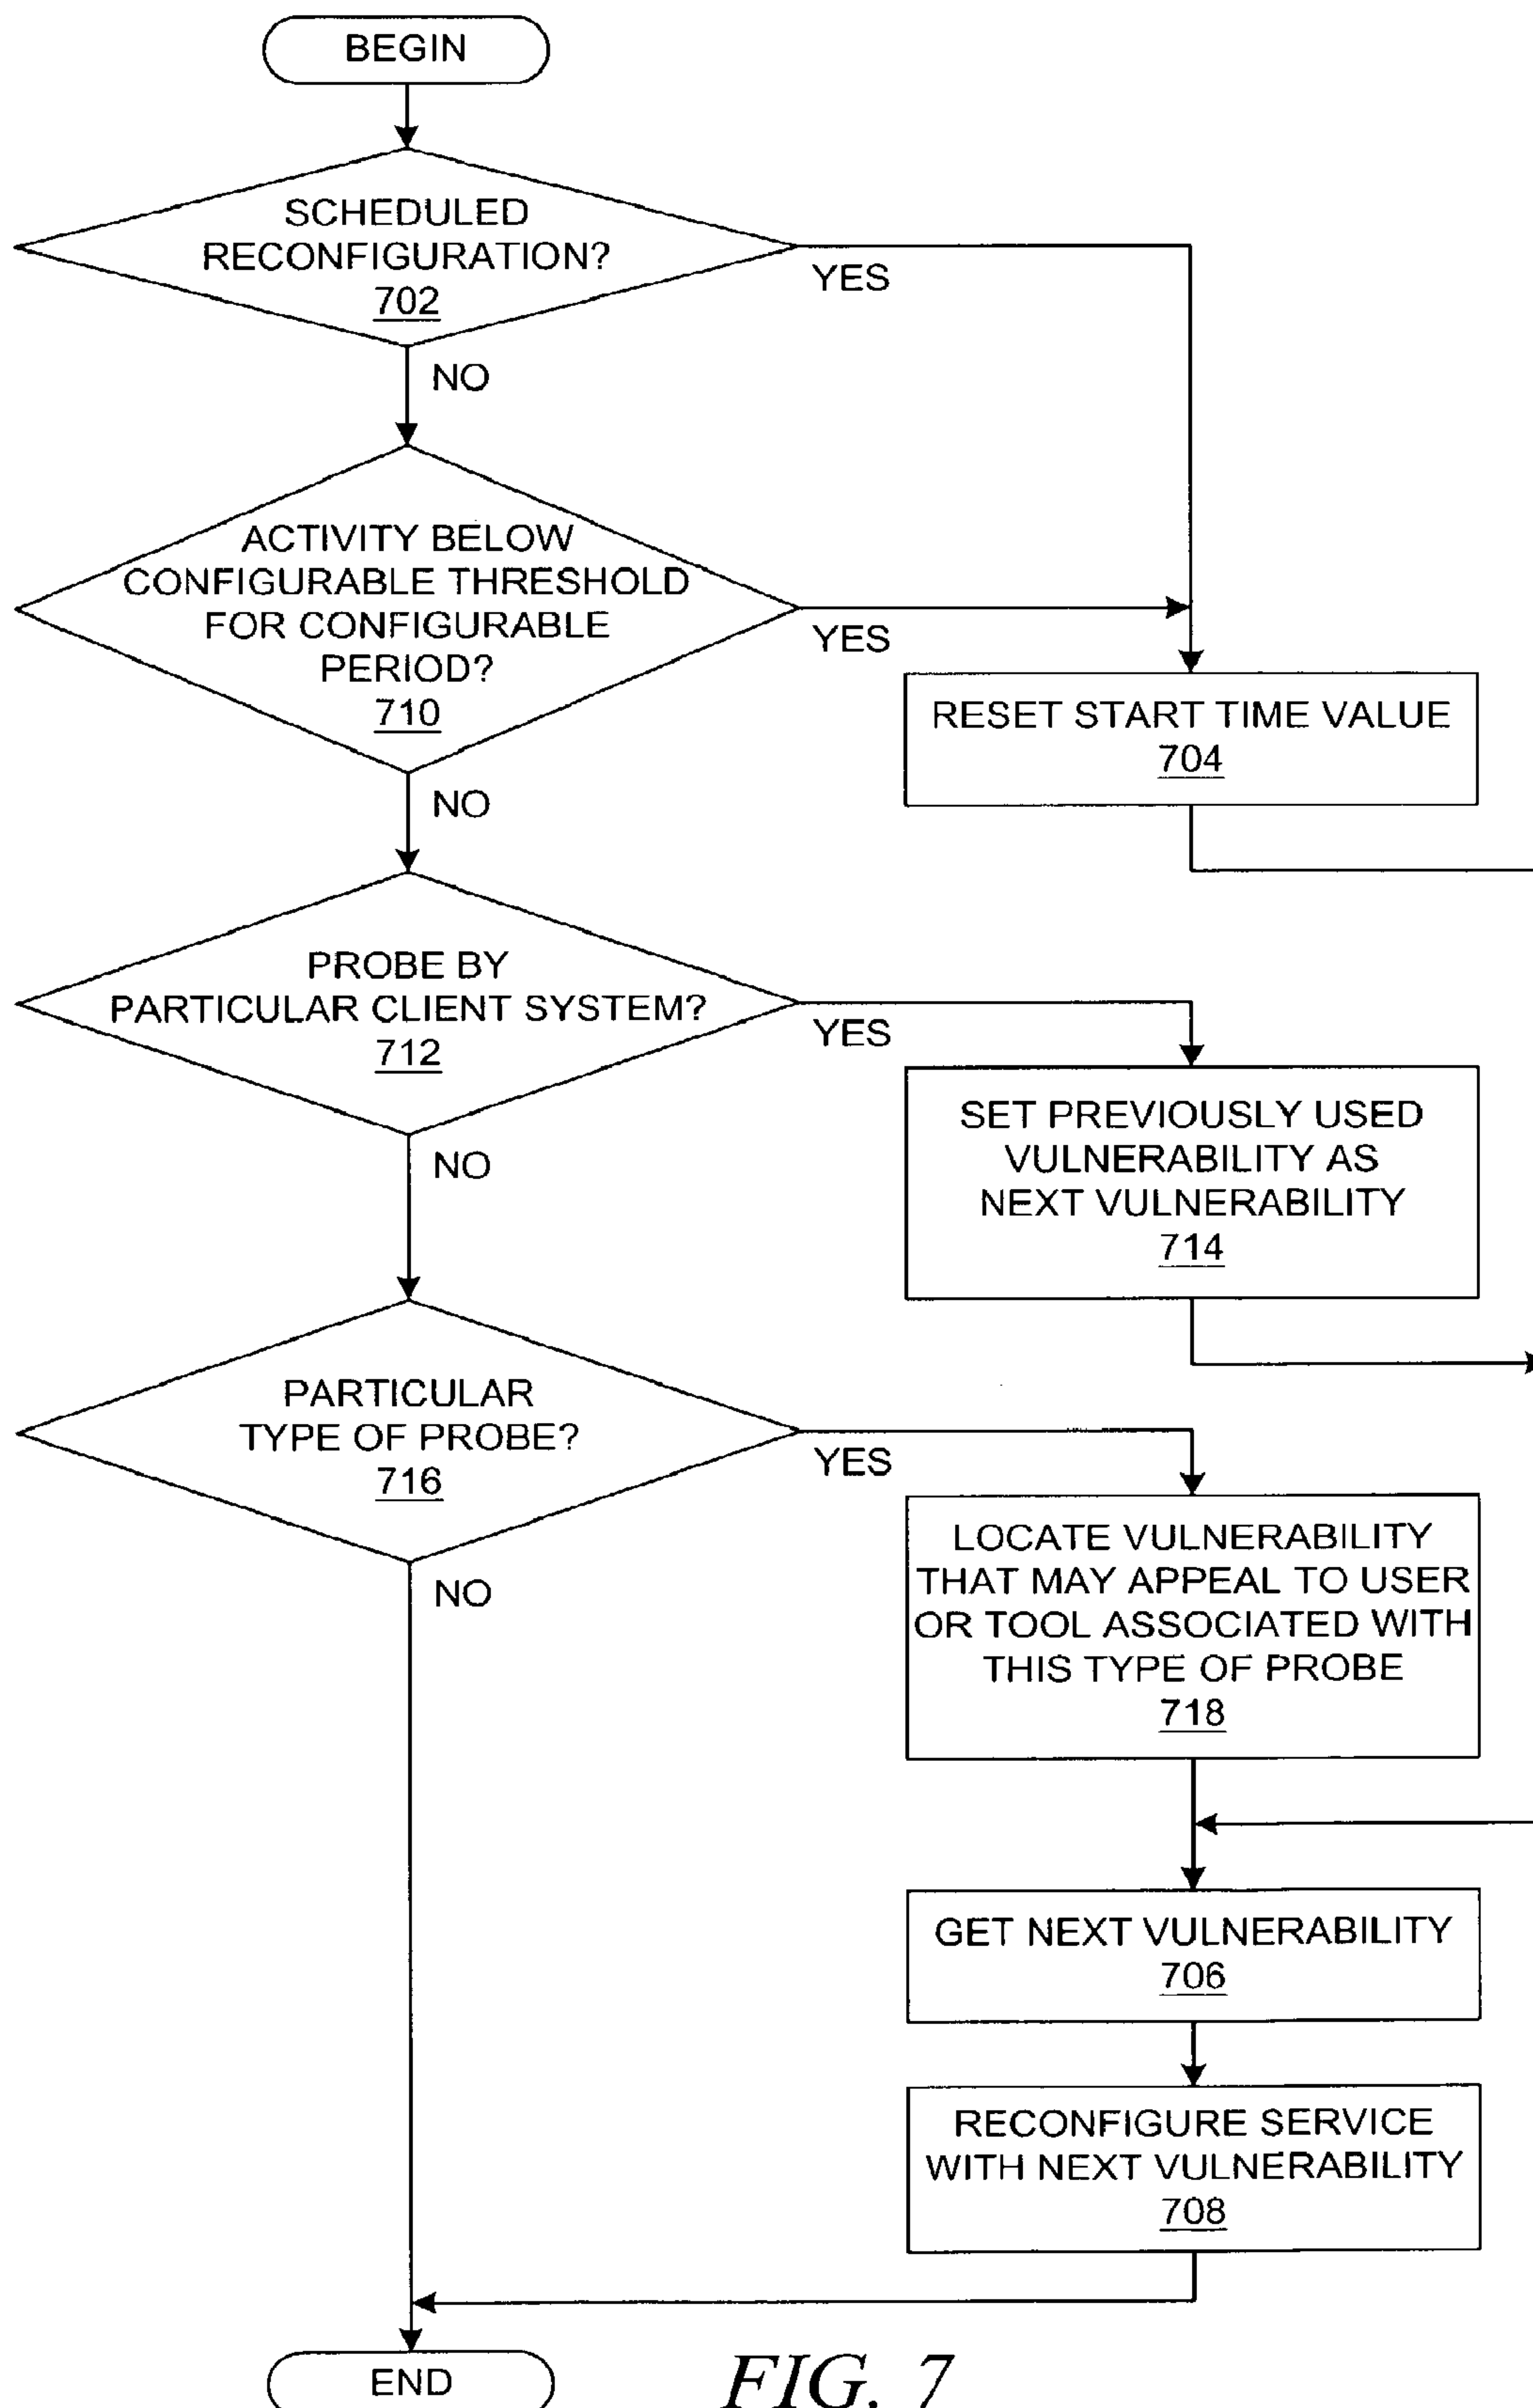 BEGIN
SCHEDULED
RECONFIGURATION?
702
YES
NO
ACTIVITY BELOW
CONFIGURABLE THRESHOLD
FOR CONFIGURABLE
PERIOD?
710
YES
RESET START TIME VALUE
704
NO
PROBE BY
PARTICULAR CLIENT SYSTEM?
712
YES
SET PREVIOUSLY USED
VULNERABILITY AS
NEXT VULNERABILITY
714
NO
PARTICULAR
TYPE OF PROBE?
716
YES
LOCATE VULNERABILITY
THAT MAY APPEAL TO USER
OR TOOL ASSOCIATED WITH
THIS TYPE OF PROBE
718
NO
GET NEXT VULNERABILITY
706
RECONFIGURE SERVICE
WITH NEXT VULNERABILITY
708
END
FIG. 7